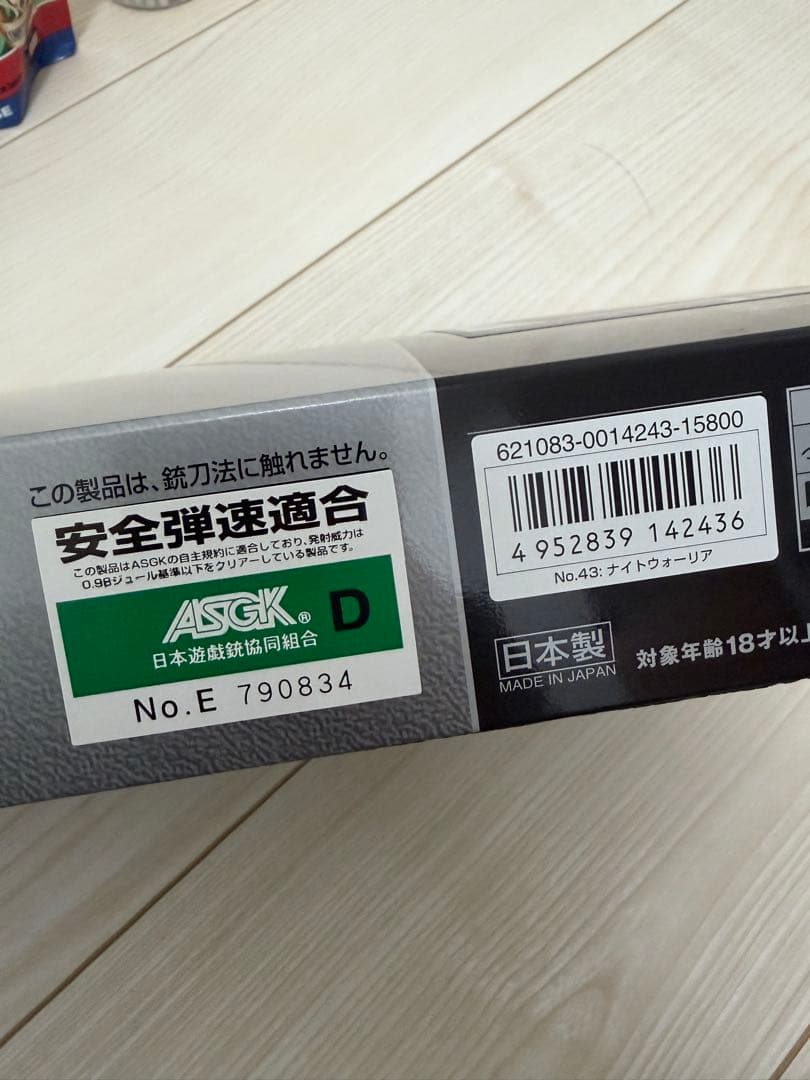 この製品は、銃刀法に触れません。
安全弾速適合
この製品はASGKの自主規約に適合しており、発射威力は
0.98ジュール基準以下をクリアーしている製品です。
ASGK® D
日本遊戯銃協同組合
No.E 790834
621083-0014243-15800
4 952839 142436
No.43: ナイトウォーリア
日本製
MADE IN JAPAN
対象年齢18才以上